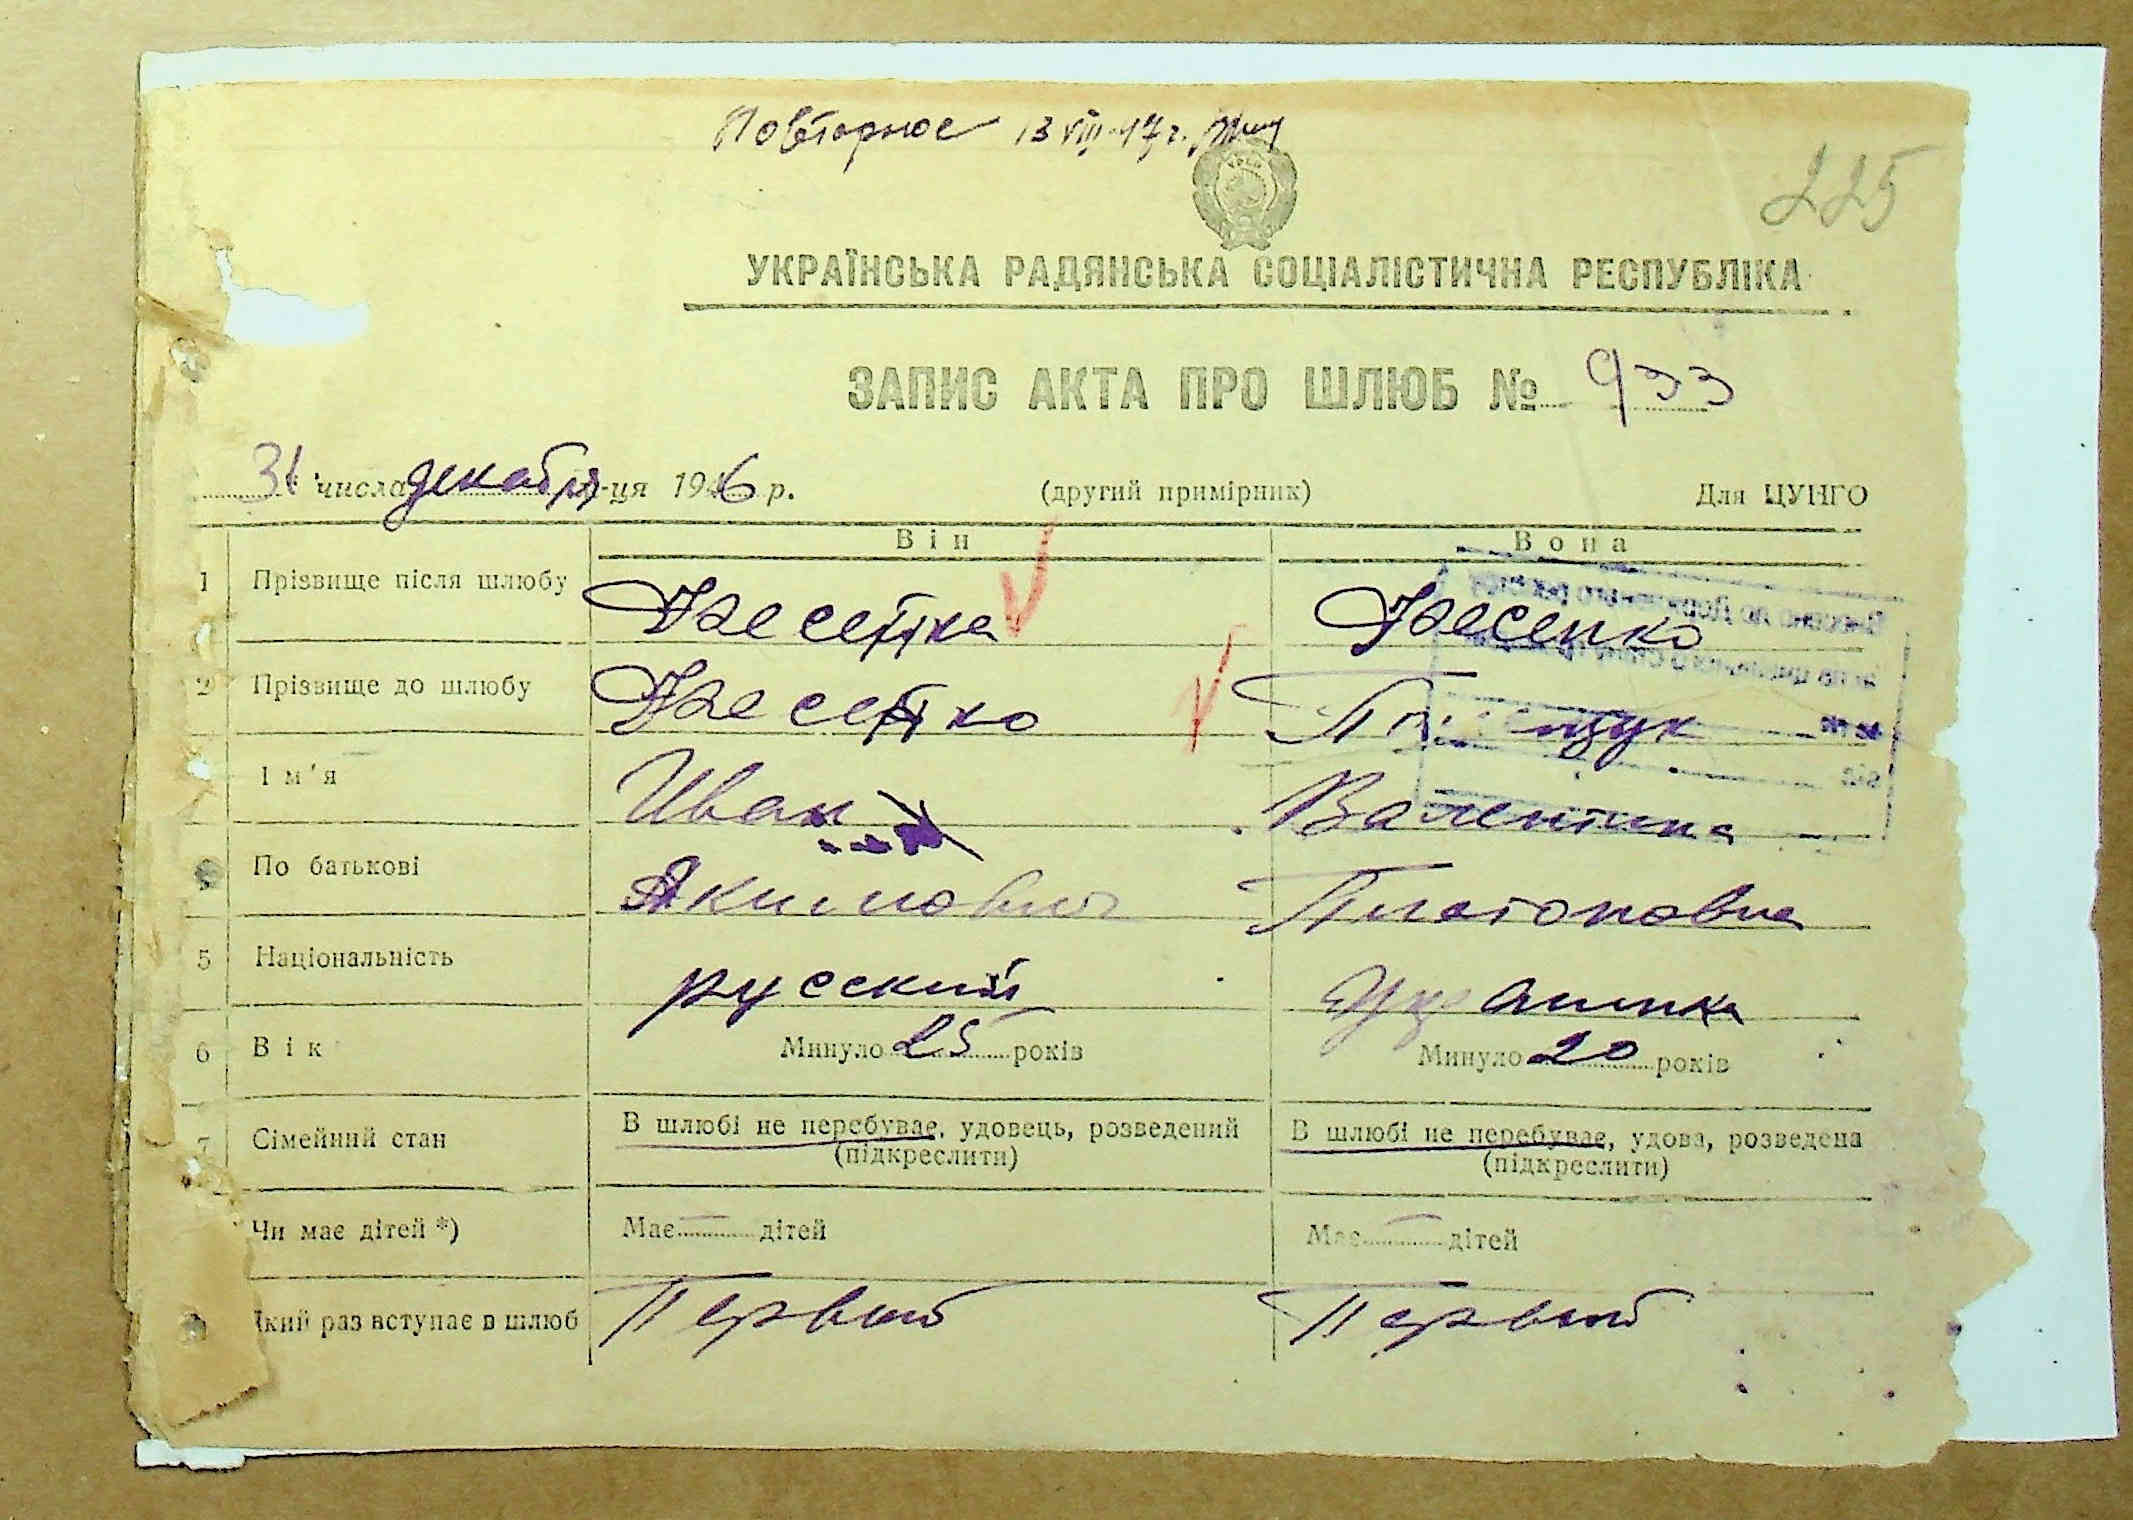 Повторное 13 VIII-47 г.
225
УКРАЇНСЬКА РАДЯНСЬКА СОЦІАЛІСТИЧНА РЕСПУБЛІКА
ЗАПИС АКТА ПРО ШЛЮБ № 933
31 числа декабря м-ця 1946 р. (другий примірник) Для ЦУНГО
Він Вона
1 Прізвище після шлюбу
2 Прізвище до шлюбу
Ім'я Иван Валентина
По батькові Акимович Платоновна
5 Національність русский Украинка
6 Вік Минуло 25 років Минуло 20 років
7 Сімейний стан В шлюбі не перебуває, удовець, розведений В шлюбі не перебуває, удова, розведена
(підкреслити) (підкреслити)
Чи має дітей *) Має — дітей Має — дітей
Який раз вступає в шлюб Первый Первый